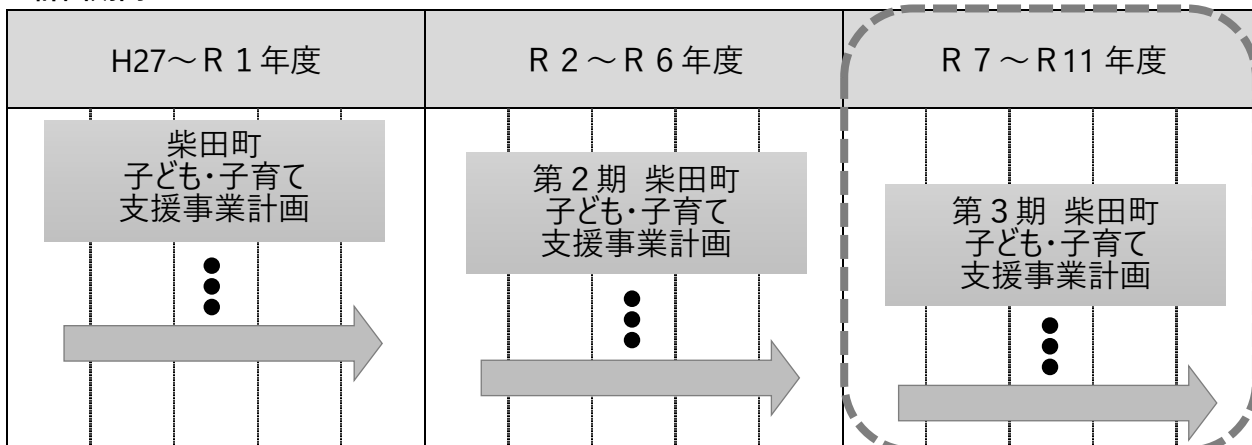 H27～R１年度
R２～R６年度
R７～R11年度
柴田町
子ども・子育て
支援事業計画
第２期 柴田町
子ども・子育て
支援事業計画
第３期 柴田町
子ども・子育て
支援事業計画